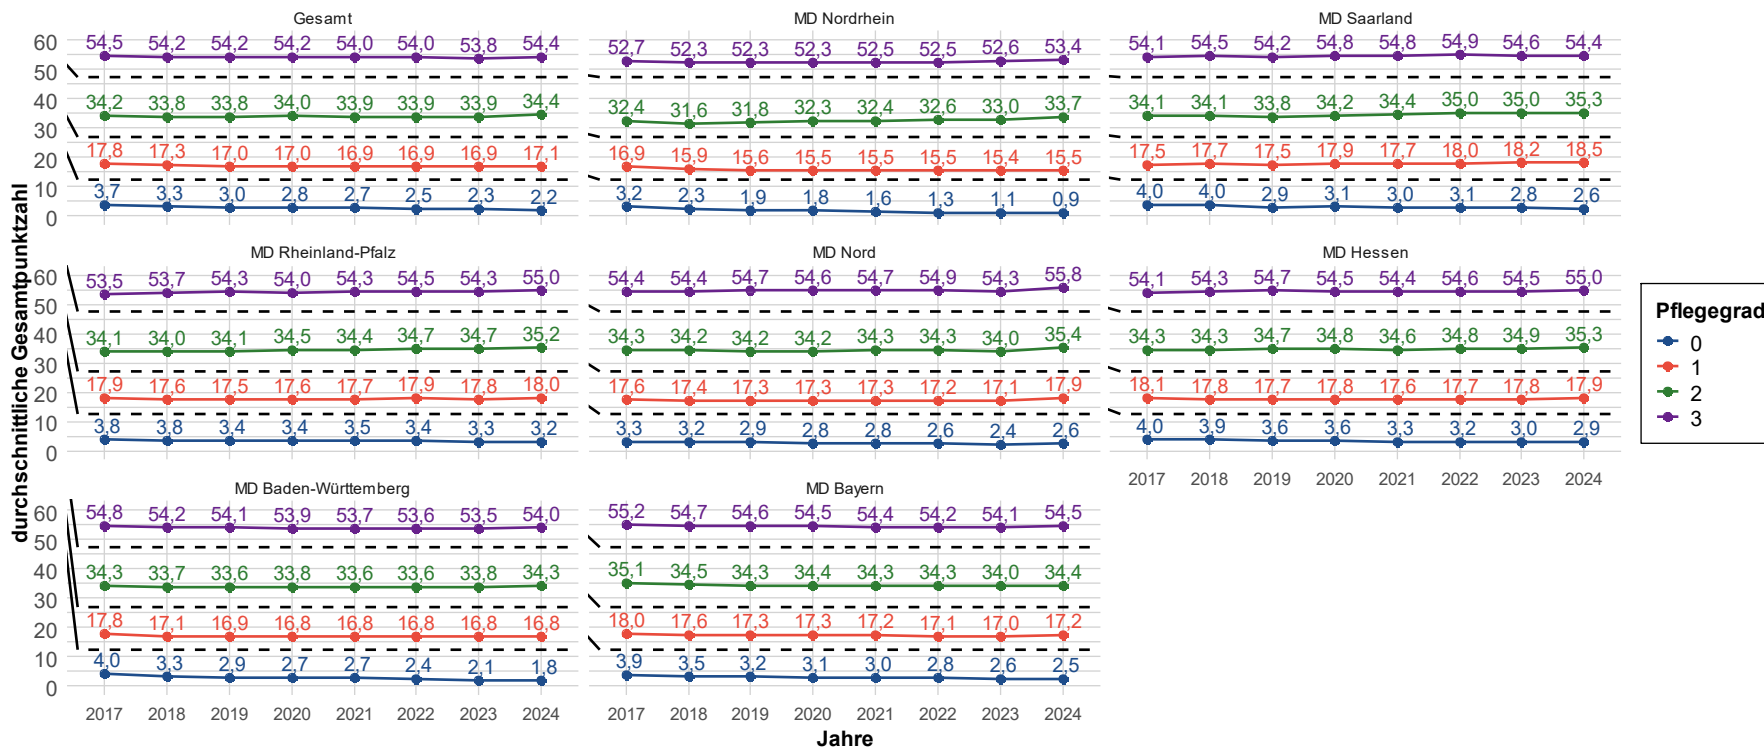 Gesamt
MD Nordrhein
MD Saarland
60
50
40
30
20
10
0
54,5 54,2 54,2 54,2 54,0 54,0 53,8 54,4
34,2 33,8 33,8 34,0 33,9 33,9 33,9 34,4
17,8 17,3 17,0 17,0 16,9 16,9 16,9 17,1
3,7 3,3 3,0 2,8 2,7 2,5 2,3 2,2
52,7 52,3 52,3 52,3 52,5 52,5 52,6 53,4
32,4 31,6 31,8 32,3 32,4 32,6 33,0 33,7
16,9 15,9 15,6 15,5 15,5 15,5 15,4 15,5
3,2 2,3 1,9 1,8 1,6 1,3 1,1 0,9
54,1 54,5 54,2 54,8 54,8 54,9 54,6 54,4
34,1 34,1 33,8 34,2 34,4 35,0 35,0 35,3
17,5 17,7 17,5 17,9 17,7 18,0 18,2 18,5
4,0 4,0 2,9 3,1 3,0 3,1 2,8 2,6
MD Rheinland-Pfalz
MD Nord
MD Hessen
60
50
40
30
20
10
0
53,5 53,7 54,3 54,0 54,3 54,5 54,3 55,0
34,1 34,0 34,1 34,5 34,4 34,7 34,7 35,2
17,9 17,6 17,5 17,6 17,7 17,9 17,8 18,0
3,8 3,8 3,4 3,4 3,5 3,4 3,3 3,2
54,4 54,4 54,7 54,6 54,7 54,9 54,3 55,8
34,3 34,2 34,2 34,2 34,3 34,3 34,0 35,4
17,6 17,4 17,3 17,3 17,3 17,2 17,1 17,9
3,3 3,2 2,9 2,8 2,8 2,6 2,4 2,6
54,1 54,3 54,7 54,5 54,4 54,6 54,5 55,0
34,3 34,3 34,7 34,8 34,6 34,8 34,9 35,3
18,1 17,8 17,7 17,8 17,6 17,7 17,8 17,9
4,0 3,9 3,6 3,6 3,3 3,2 3,0 2,9
2017 2018 2019 2020 2021 2022 2023 2024
MD Baden-Württemberg
MD Bayern
60
50
40
30
20
10
0
54,8 54,2 54,1 53,9 53,7 53,6 53,5 54,0
34,3 33,7 33,6 33,8 33,6 33,6 33,8 34,3
17,8 17,1 16,9 16,8 16,8 16,8 16,8 16,8
4,0 3,3 2,9 2,7 2,7 2,4 2,1 1,8
2017 2018 2019 2020 2021 2022 2023 2024
55,2 54,7 54,6 54,5 54,4 54,2 54,1 54,5
35,1 34,5 34,3 34,4 34,3 34,3 34,0 34,4
18,0 17,6 17,3 17,3 17,2 17,1 17,0 17,2
3,9 3,5 3,2 3,1 3,0 2,8 2,6 2,5
2017 2018 2019 2020 2021 2022 2023 2024
durchschnittliche Gesamtpunktzahl
Jahre
Pflegegrad
0
1
2
3